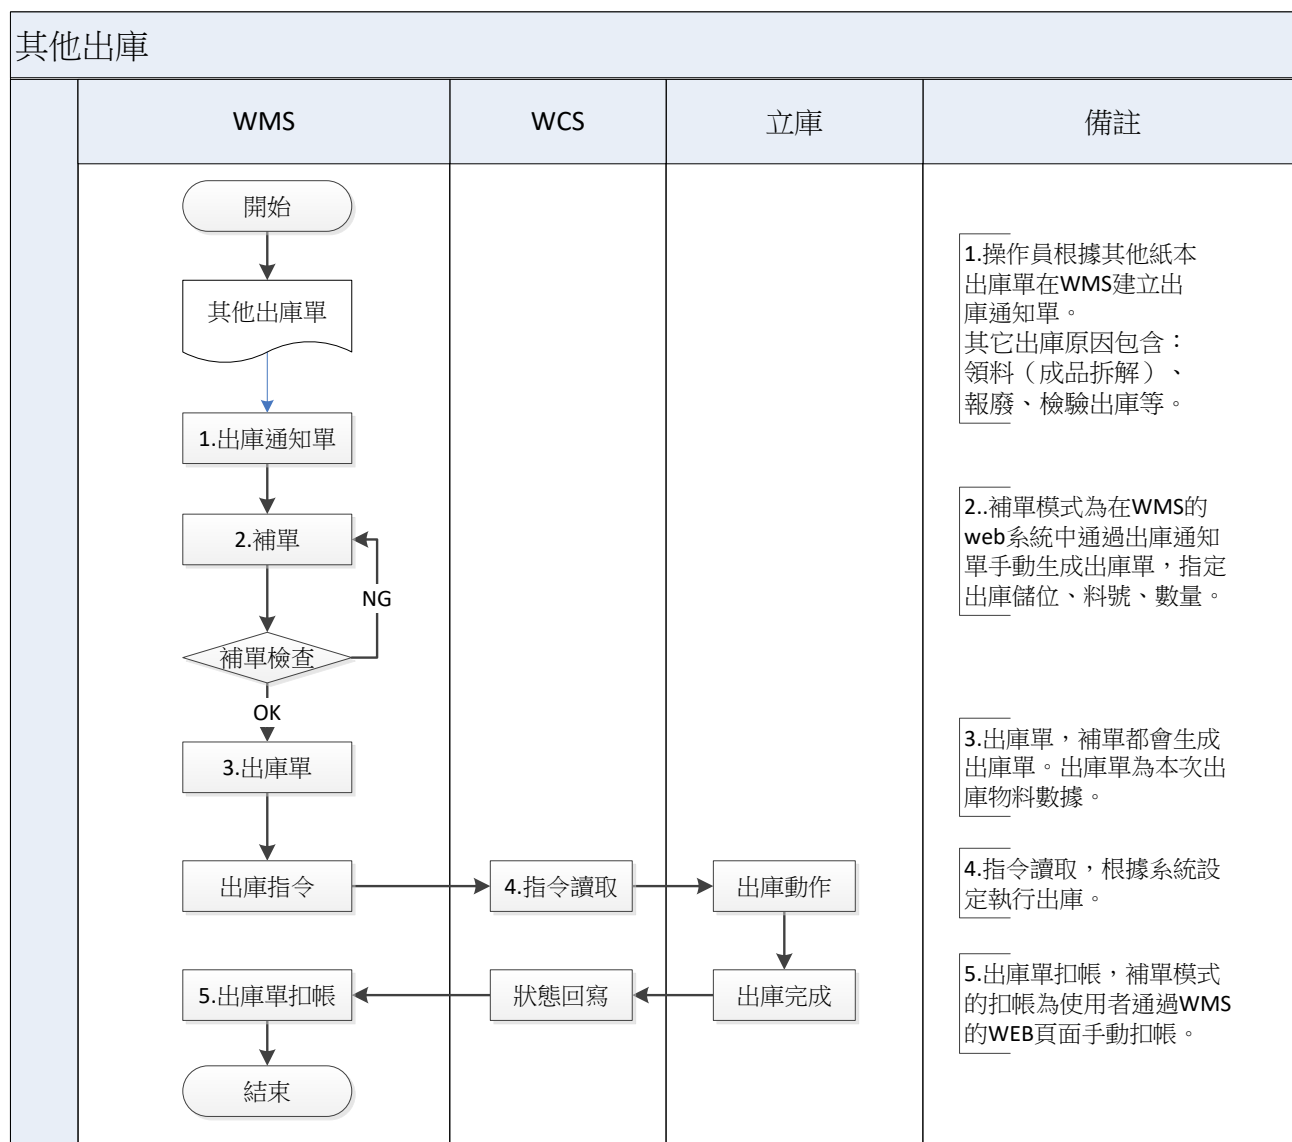 其他出庫
WMS
WCS
立庫
備註
開始
其他出庫單
1.出庫通知單
2.補單
NG
補單檢查
OK
3.出庫單
出庫指令
4.指令讀取
出庫動作
5.出庫單扣帳
狀態回寫
出庫完成
結束
1.操作員根據其他紙本
出庫單在WMS建立出
庫通知單。
其它出庫原因包含：
領料（成品拆解）、
報廢、檢驗出庫等。
2..補單模式為在WMS的
web系統中通過出庫通知
單手動生成出庫單，指定
出庫儲位、料號、數量。
3.出庫單，補單都會生成
出庫單。出庫單為本次出
庫物料數據。
4.指令讀取，根據系統設
定執行出庫。
5.出庫單扣帳，補單模式
的扣帳為使用者通過WMS
的WEB頁面手動扣帳。